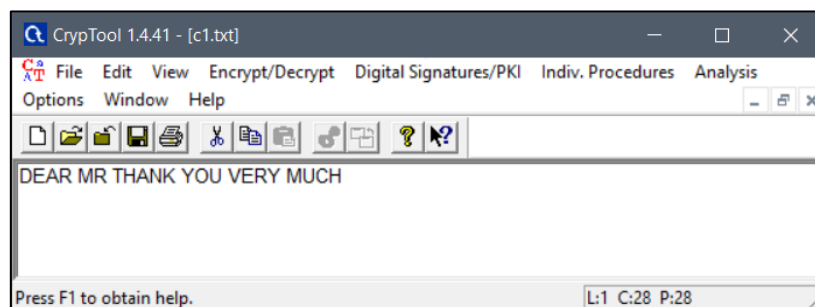 CrypTool 1.4.41 - [c1.txt]
File Edit View Encrypt/Decrypt Digital Signatures/PKI Indiv. Procedures Analysis
Options Window Help
DEAR MR THANK YOU VERY MUCH
Press F1 to obtain help. L:1 C:28 P:28